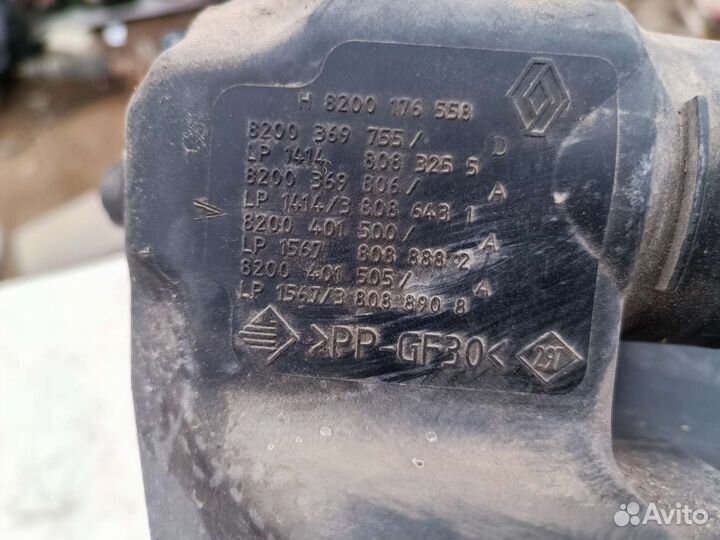 H 8200 176 558
8200 369 755/ D
LP 1414 808 325 5
8200 369 806/ A
LP 1414/3 808 643 1
8200 401 500/ A
LP 1567 808 888 2
8200 401 505/ A
LP 1567/3 808 890 8
>PP-GF30<
29T
Avito